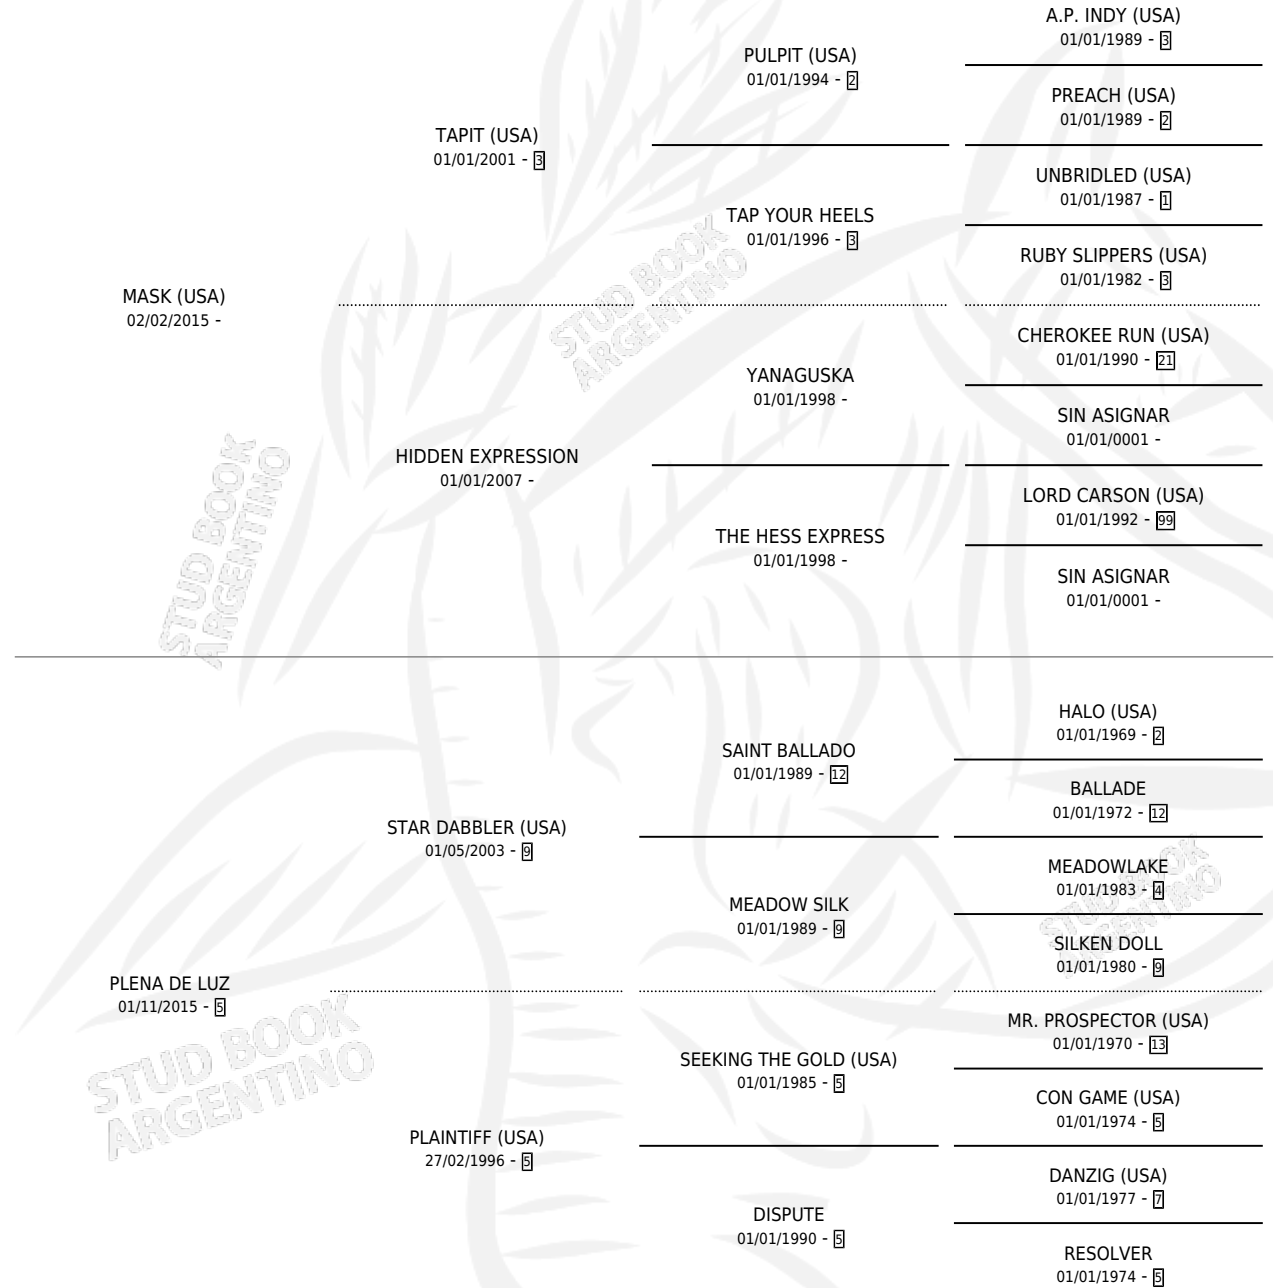 A.P. INDY (USA)
01/01/1989 - 3
PULPIT (USA)
01/01/1994 - 2
PREACH (USA)
01/01/1989 - 2
TAPIT (USA)
01/01/2001 - 3
UNBRIDLED (USA)
01/01/1987 - 1
TAP YOUR HEELS
01/01/1996 - 3
RUBY SLIPPERS (USA)
01/01/1982 - 3
MASK (USA)
02/02/2015 -
CHEROKEE RUN (USA)
01/01/1990 - 21
YANAGUSKA
01/01/1998 -
SIN ASIGNAR
01/01/0001 -
HIDDEN EXPRESSION
01/01/2007 -
LORD CARSON (USA)
01/01/1992 - 99
THE HESS EXPRESS
01/01/1998 -
SIN ASIGNAR
01/01/0001 -
HALO (USA)
01/01/1969 - 2
SAINT BALLADO
01/01/1989 - 12
BALLADE
01/01/1972 - 12
STAR DABBLER (USA)
01/05/2003 - 9
MEADOWLAKE
01/01/1983 - 4
MEADOW SILK
01/01/1989 - 9
SILKEN DOLL
01/01/1980 - 9
PLENA DE LUZ
01/11/2015 - 5
MR. PROSPECTOR (USA)
01/01/1970 - 13
SEEKING THE GOLD (USA)
01/01/1985 - 5
CON GAME (USA)
01/01/1974 - 5
PLAINTIFF (USA)
27/02/1996 - 5
DANZIG (USA)
01/01/1977 - 7
DISPUTE
01/01/1990 - 5
RESOLVER
01/01/1974 - 5
STUD BOOK
ARGENTINO
STUD BOOK
ARGENTINO
STUD BOOK
ARGENTINO
STUD BOOK
ARGENTINO